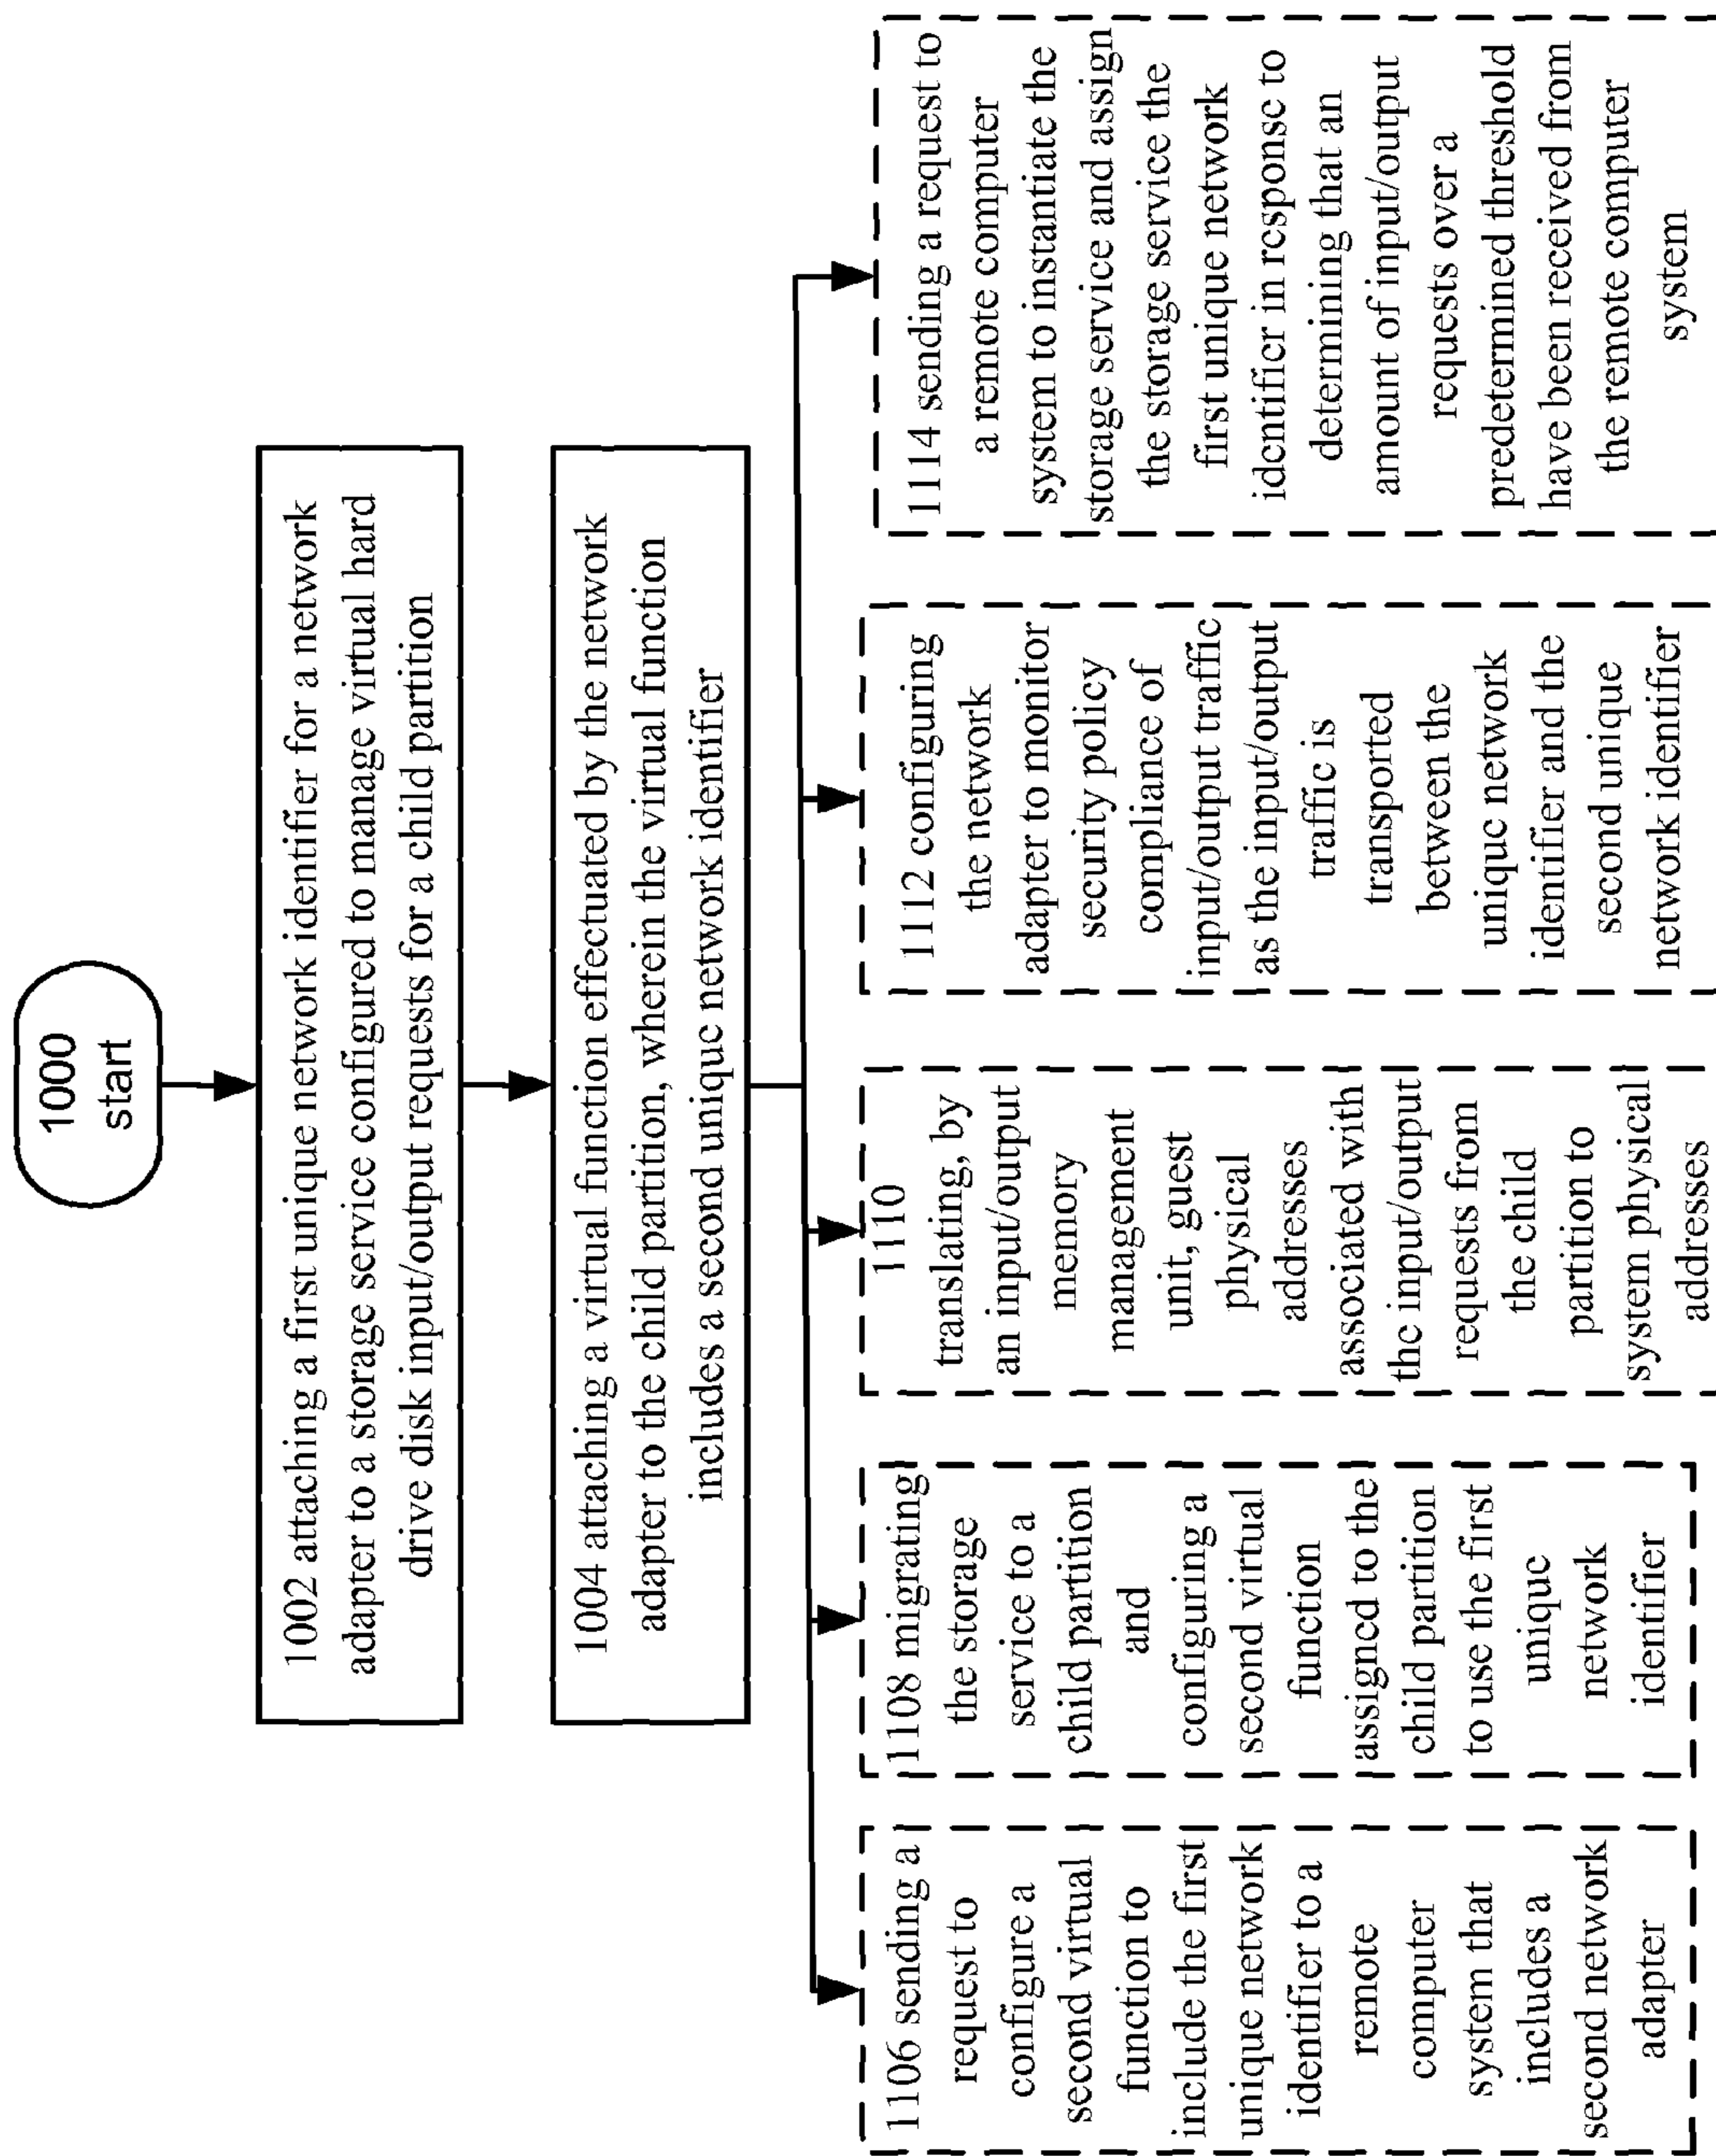 1000
start
1002 attaching a first unique network identifier for a network
adapter to a storage service configured to manage virtual hard
drive disk input/output requests for a child partition
1004 attaching a virtual function effectuated by the network
adapter to the child partition, wherein the virtual function
includes a second unique network identifier
1106 sending a
request to
configure a
second virtual
function to
include the first
unique network
identifier to a
remote
computer
system that
includes a
second network
adapter
1108 migrating
the storage
service to a
child partition
and
configuring a
second virtual
function
assigned to the
child partition
to use the first
unique
network
identifier
1110
translating, by
an input/output
memory
management
unit, guest
physical
addresses
associated with
the input/output
requests from
the child
partition to
system physical
addresses
1112 configuring
the network
adapter to monitor
security policy
compliance of
input/output traffic
as the input/output
traffic is
transported
between the
unique network
identifier and the
second unique
network identifier
1114 sending a request to
a remote computer
system to instantiate the
storage service and assign
the storage service the
first unique network
identifier in response to
determining that an
amount of input/output
requests over a
predetermined threshold
have been received from
the remote computer
system